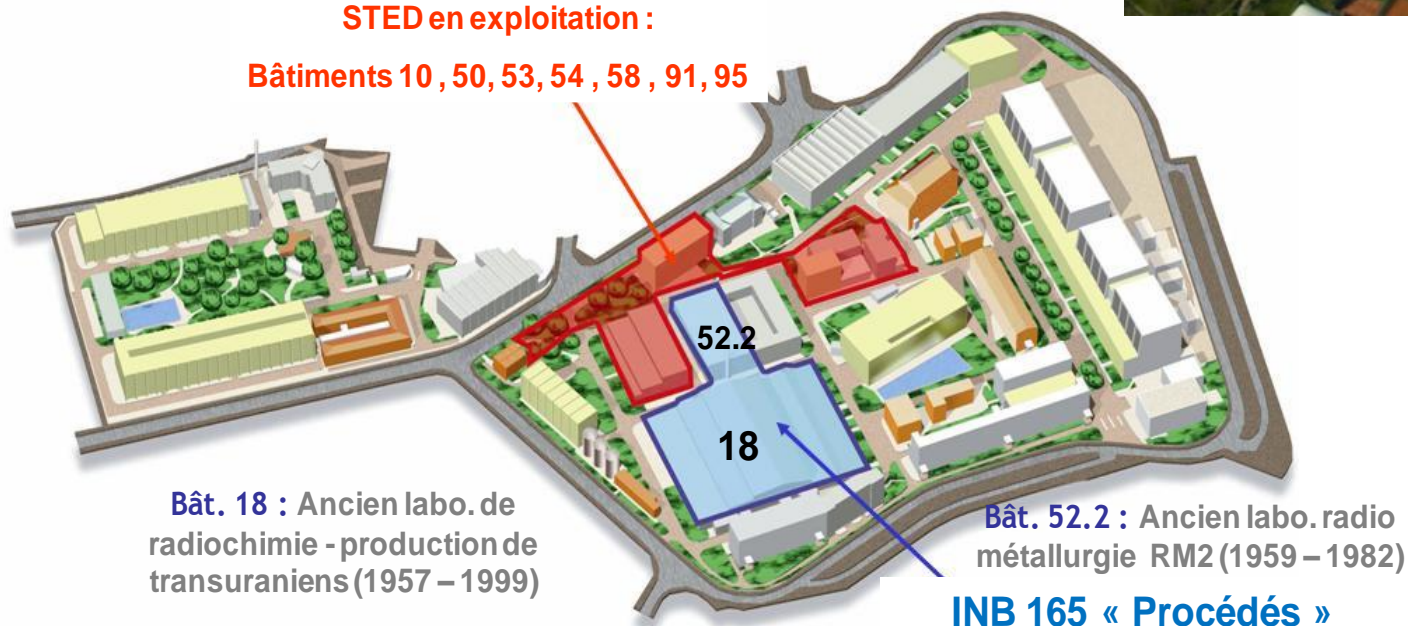 STED en exploitation :
Bâtiments 10 , 50, 53, 54 , 58 , 91, 95
52.2
18
Bât. 18 : Ancien labo. de
radiochimie - production de
transuraniens (1957 – 1999)
Bât. 52.2 : Ancien labo. radio
métallurgie RM2 (1959 – 1982)
INB 165 « Procédés »